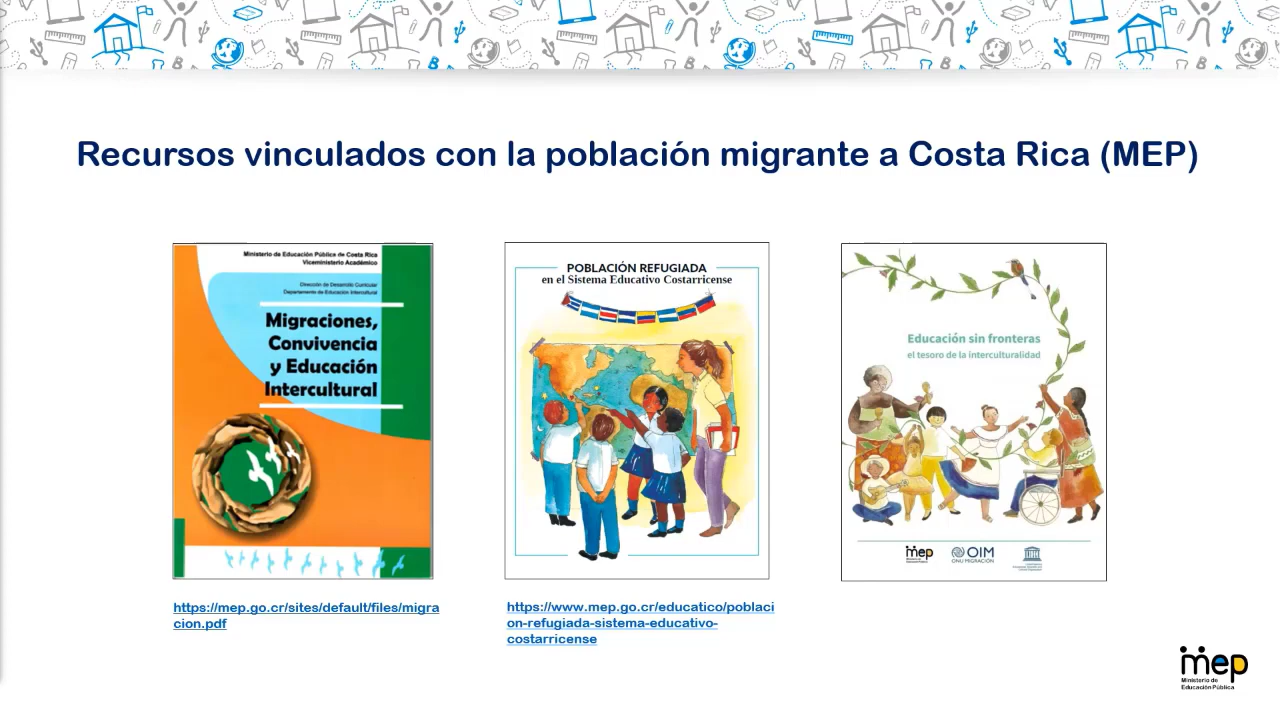 Recursos vinculados con la población migrante a Costa Rica (MEP)
Ministerio de Educación Pública de Costa Rica
Viceministerio Académico
Dirección de Desarrollo Curricular
Departamento de Educación Intercultural
Migraciones,
Convivencia
y Educación
Intercultural
https://mep.go.cr/sites/default/files/migra
cion.pdf
POBLACIÓN REFUGIADA
en el Sistema Educativo Costarricense
https://www.mep.go.cr/educatico/poblaci
on-refugiada-sistema-educativo-
costarricense
Educación sin fronteras
el tesoro de la interculturalidad
mep
OIM
ONU MIGRACIÓN
mep
Ministerio de
Educación Pública